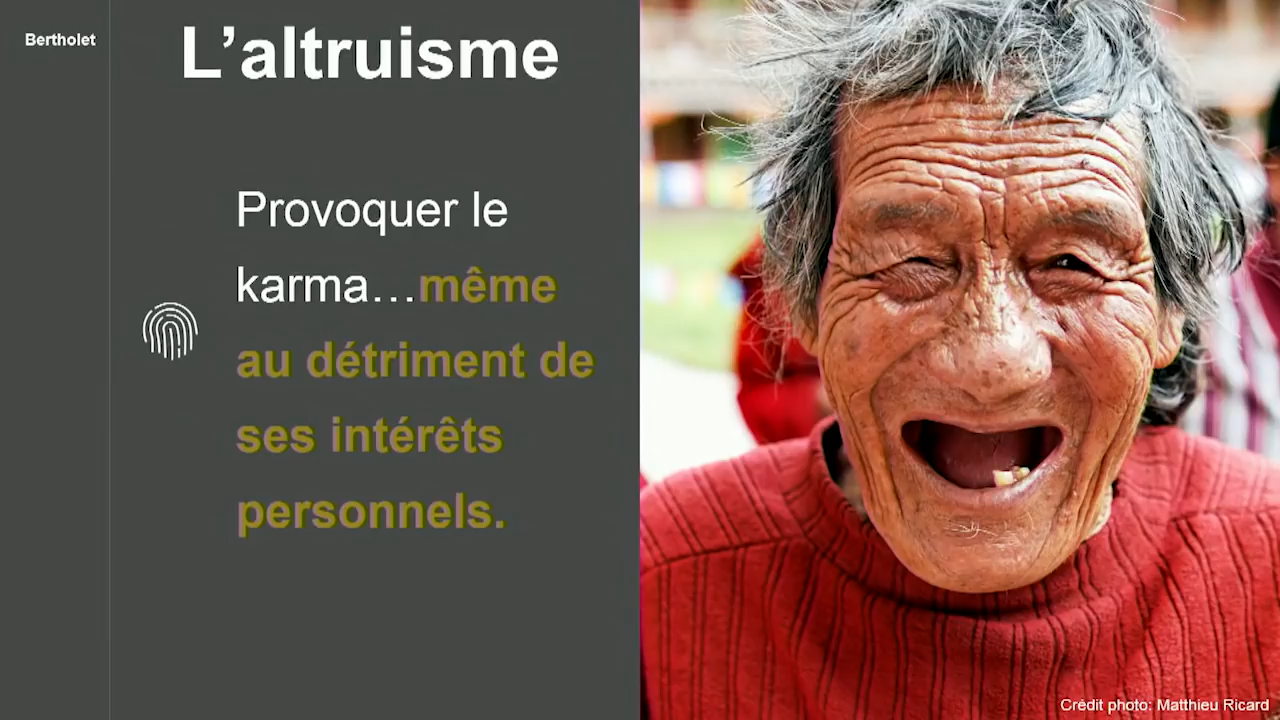 Bertholet
L’altruisme
Provoquer le
karma…même
au détriment de
ses intérêts
personnels.
Crédit photo: Matthieu Ricard